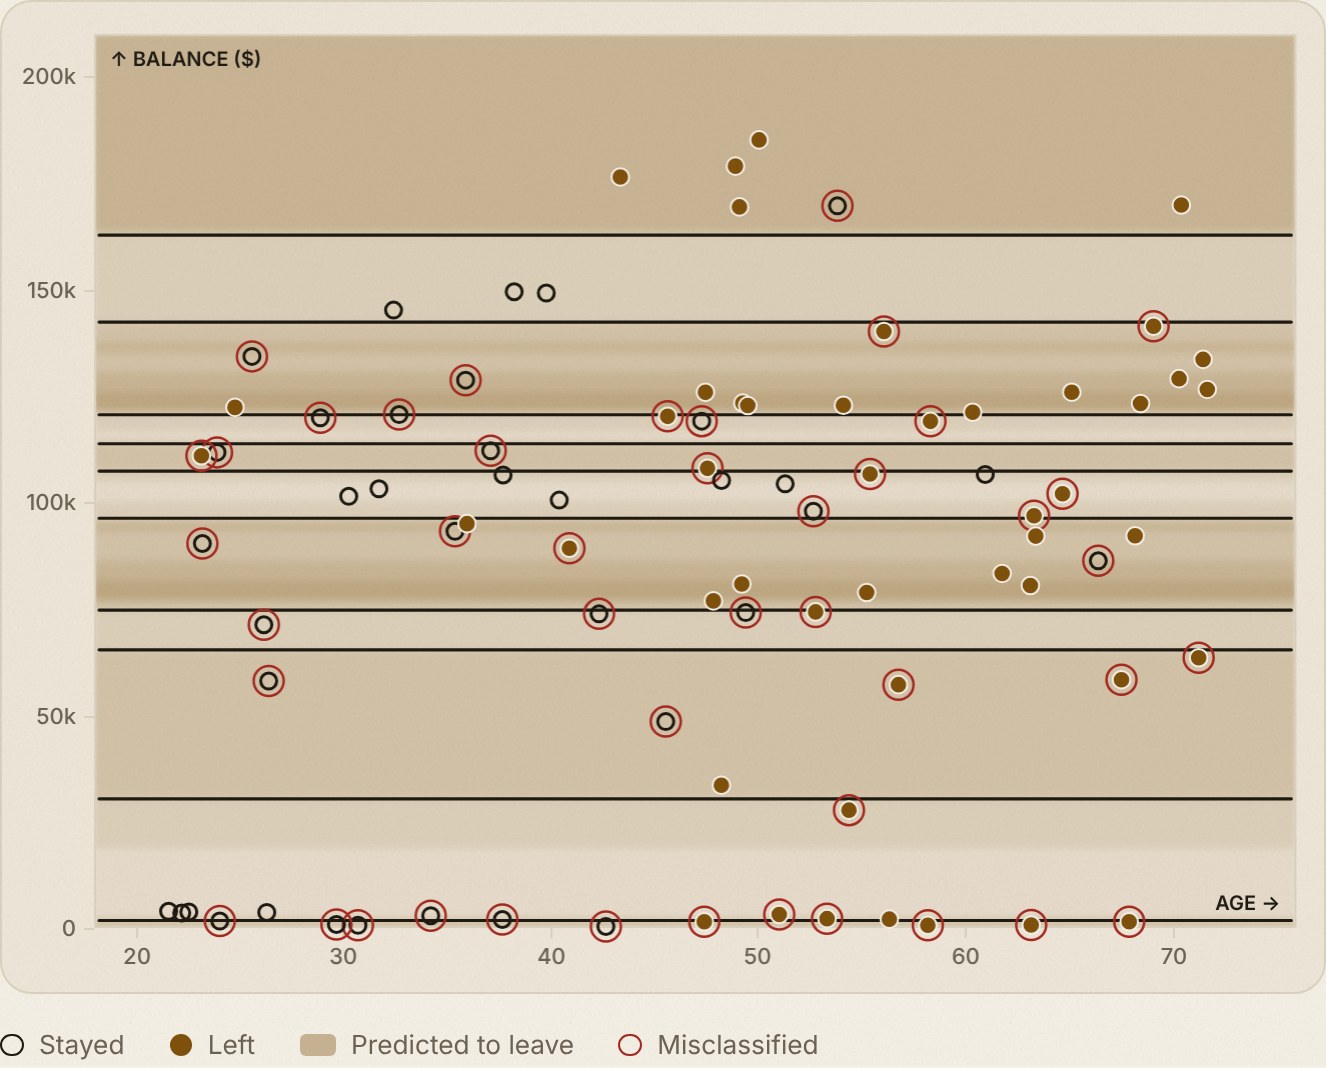 ↑ BALANCE ($)
200k
150k
100k
50k
0
AGE →
20 30 40 50 60 70
Stayed Left Predicted to leave Misclassified